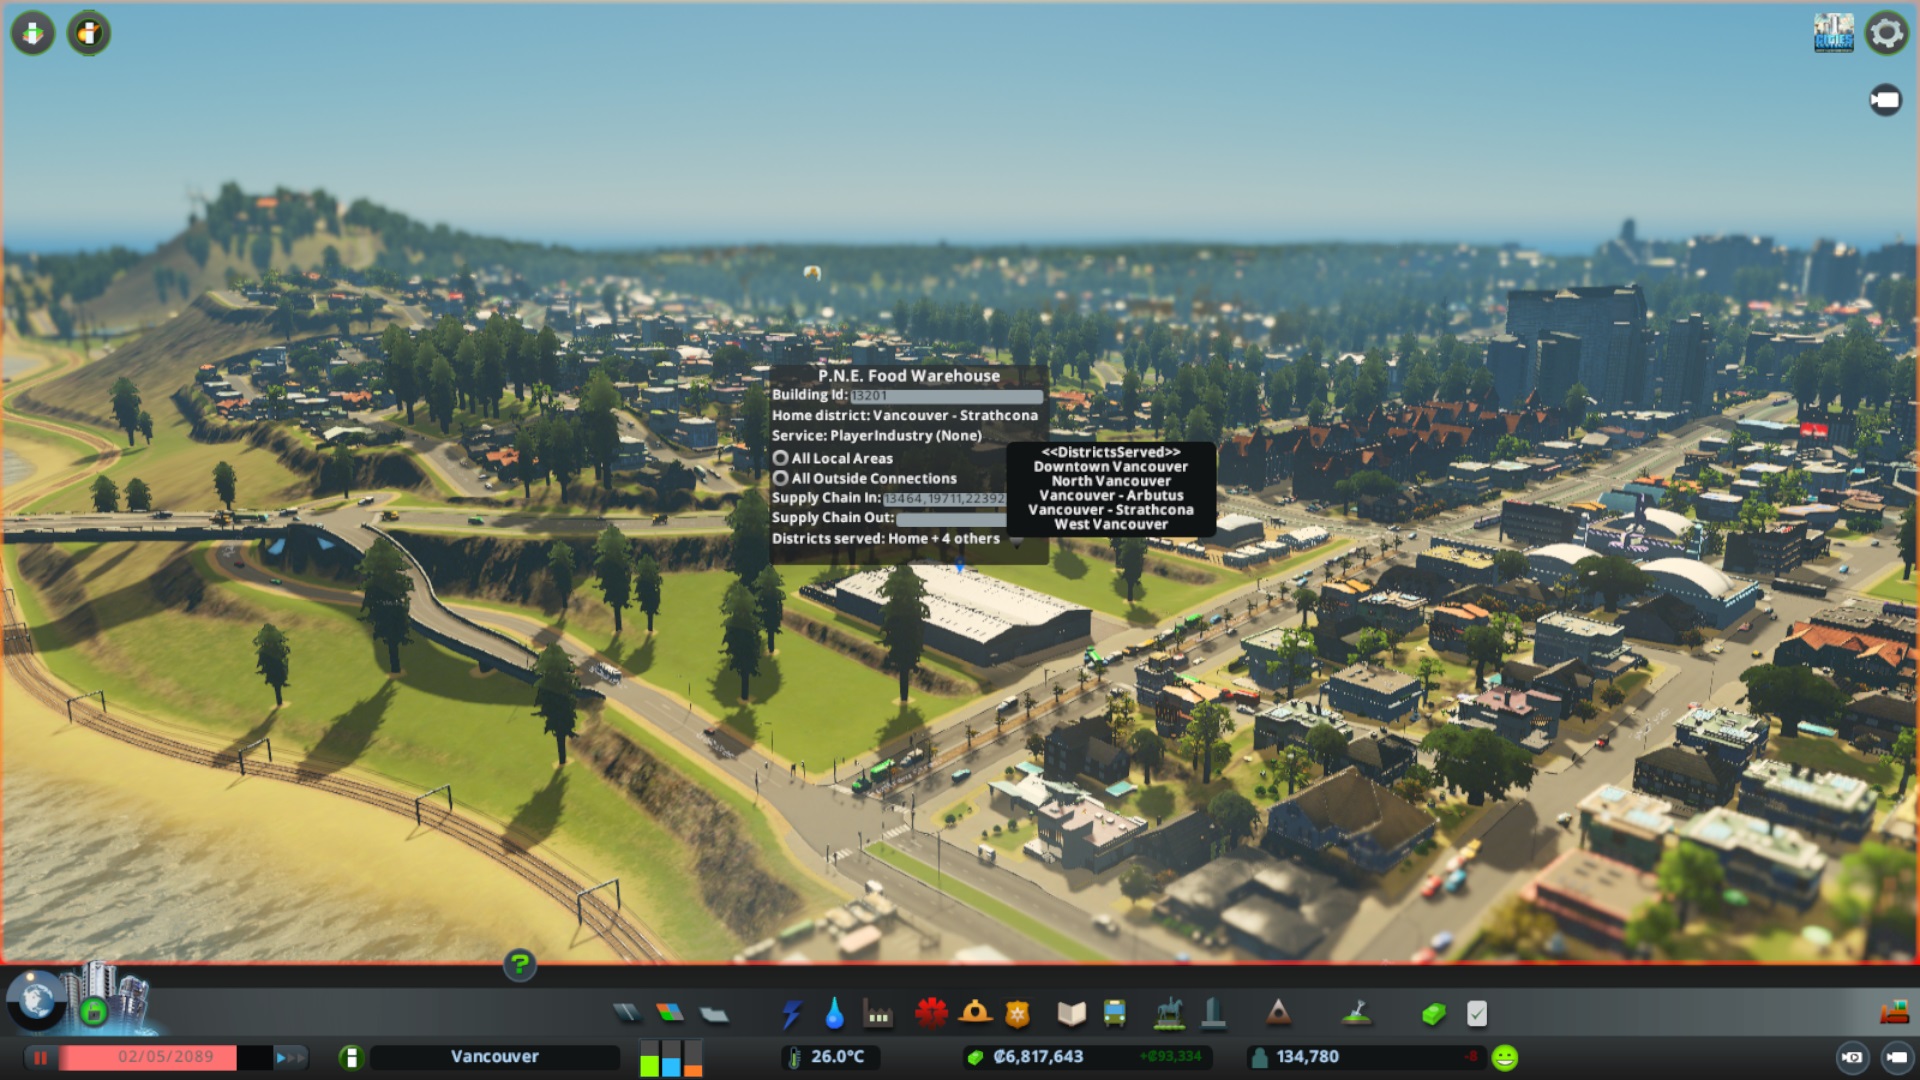 P.N.E. Food Warehouse
Building Id: 13201
Home district: Vancouver - Strathcona
Service: PlayerIndustry (None)
All Local Areas
All Outside Connections
Supply Chain In: 13464,19711,22392
Supply Chain Out:
Districts served: Home + 4 others
<<DistrictsServed>>
Downtown Vancouver
North Vancouver
Vancouver - Arbutus
Vancouver - Strathcona
West Vancouver
?
02/05/2089
Vancouver
26.0°C
₡6,817,643
+₡93,334
134,780
-8